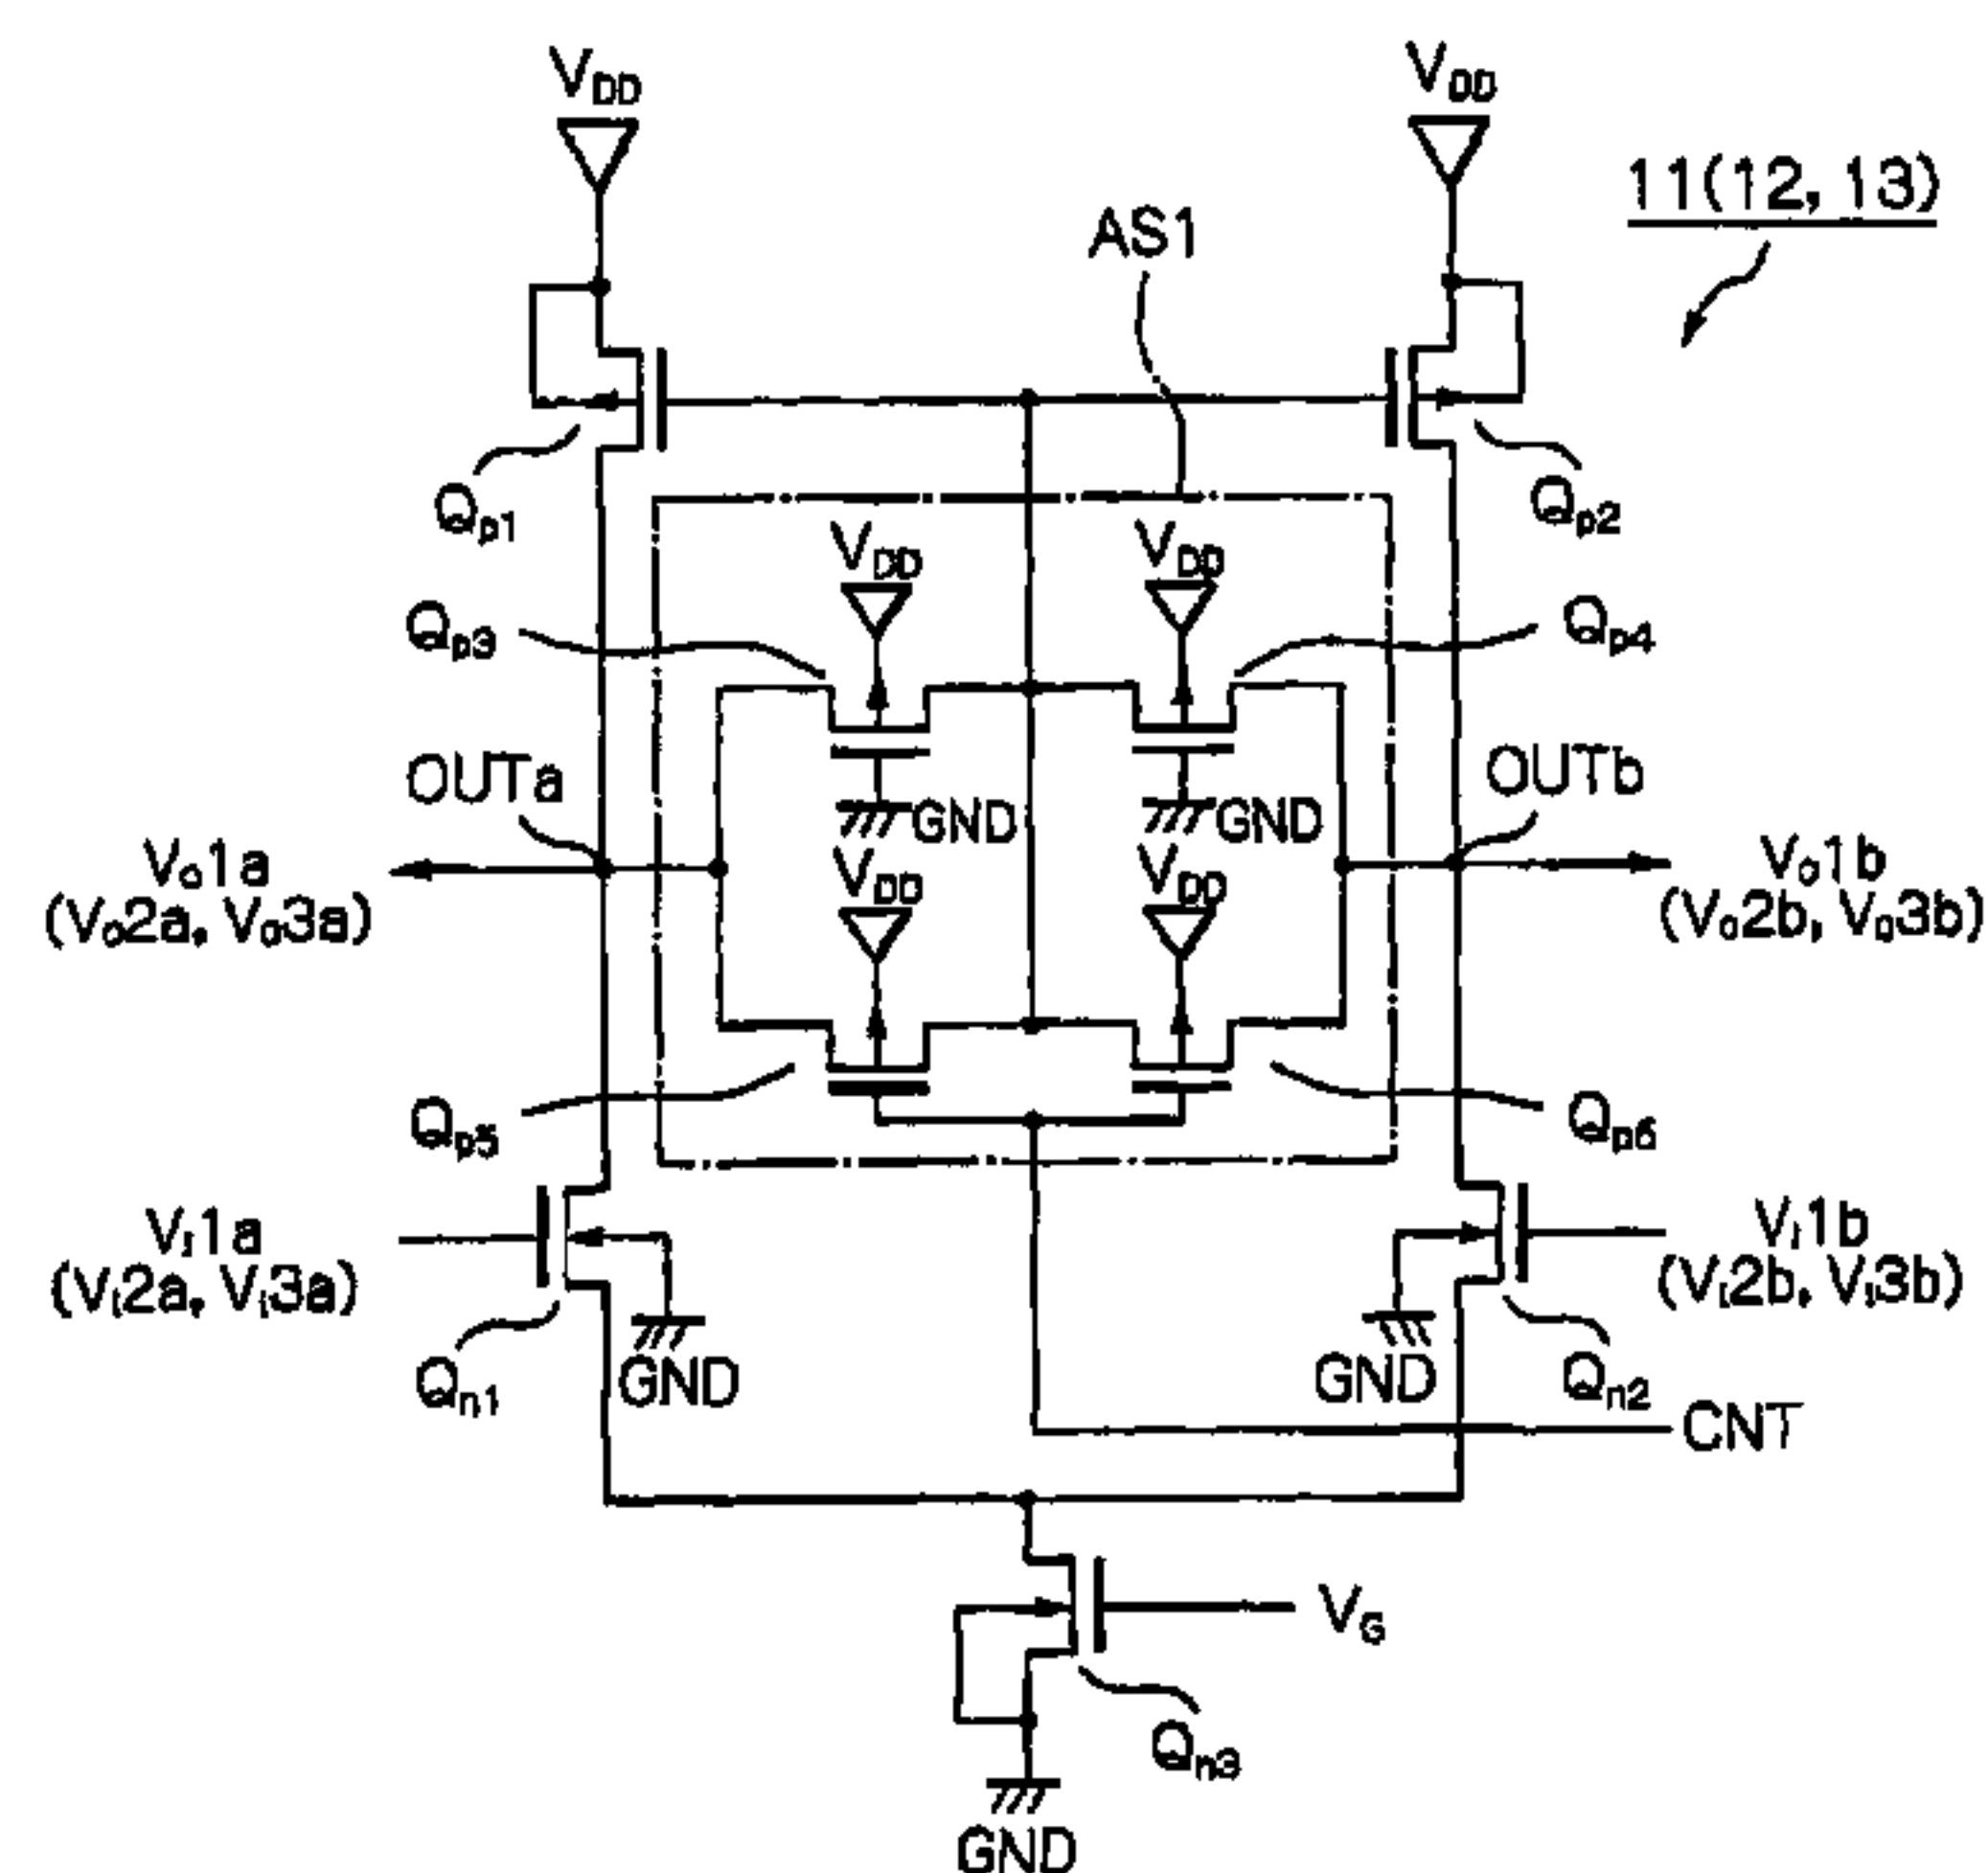 VDD
VDD
11(12, 13)
AS1
Qp1
Qp2
VDD
VDD
Qp3
Qp4
OUTa
OUTb
GND
GND
Vo1a
(Vo2a, Vo3a)
VDD
VDD
Vo1b
(Vo2b, Vo3b)
Qp5
Qp6
Vi1a
(Vi2a, Vi3a)
Vi1b
(Vi2b, Vi3b)
Qn1
GND
GND
Qn2
CNT
VG
Qn3
GND